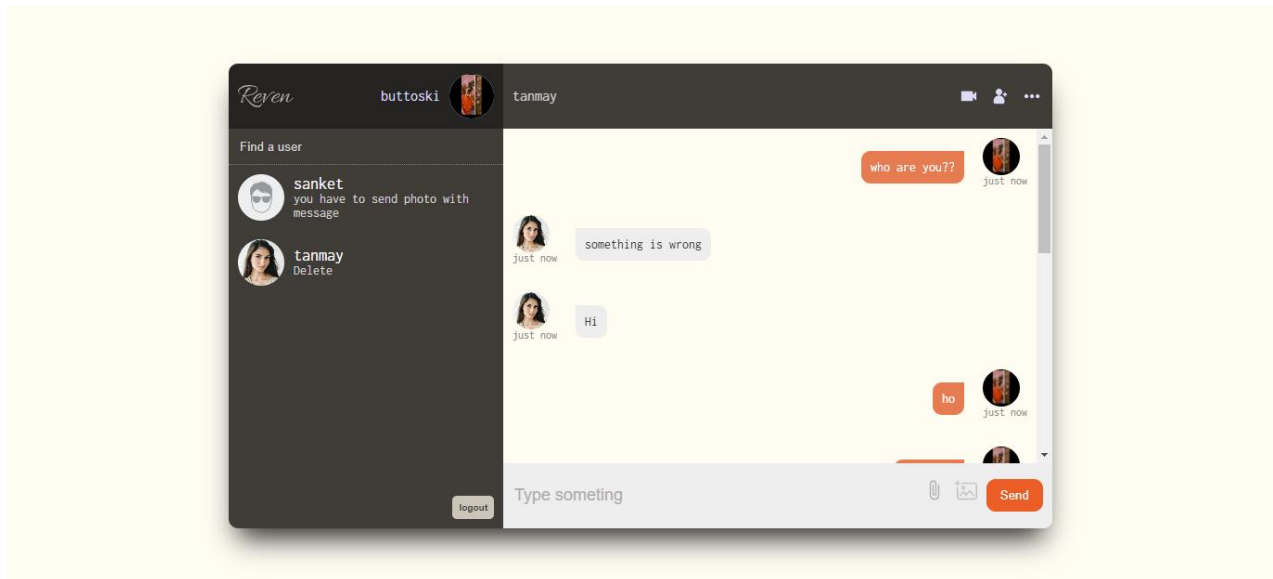 Reven
buttoski
tanmay
Find a user
sanket
you have to send photo with
message
tanmay
Delete
who are you??
just now
something is wrong
just now
Hi
just now
ho
just now
Type someting
Send
logout